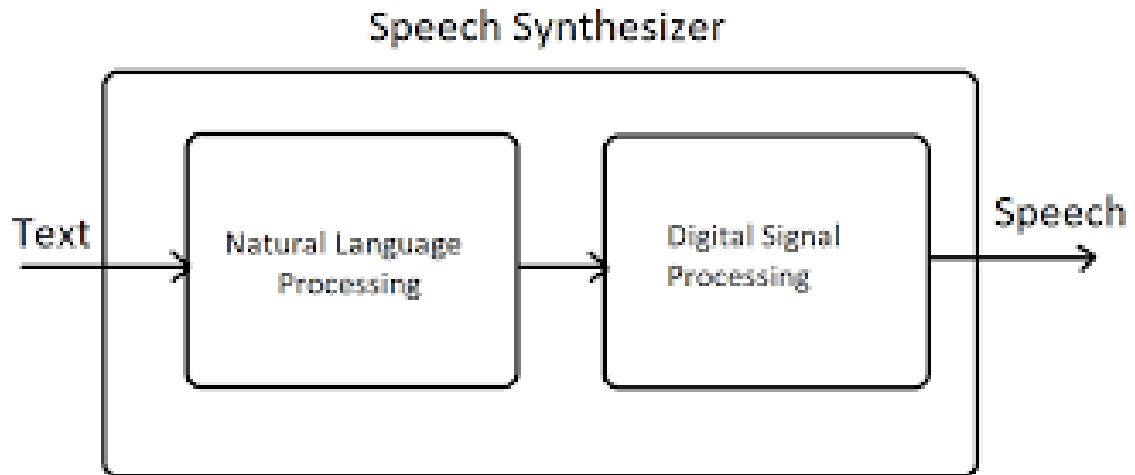 Speech Synthesizer
Text
Natural Language
Processing
Digital Signal
Processing
Speech